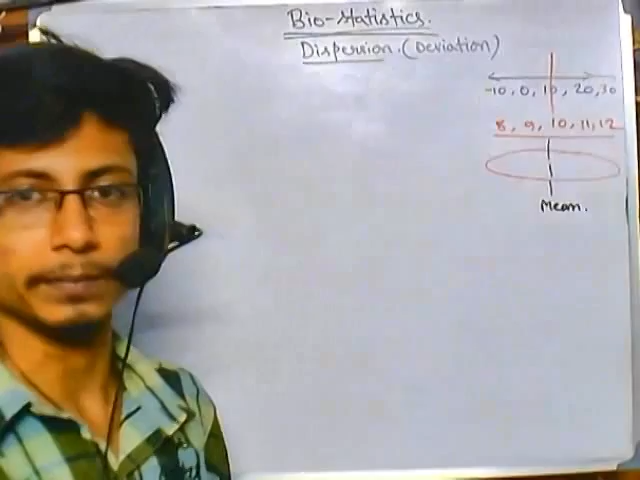 Bio-Statistics.
Dispersion. (Deviation)
-10, 0, 10, 20, 30
8, 9, 10, 11, 12
Mean.